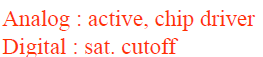 Analog : active, chip driver
Digital : sat. cutoff